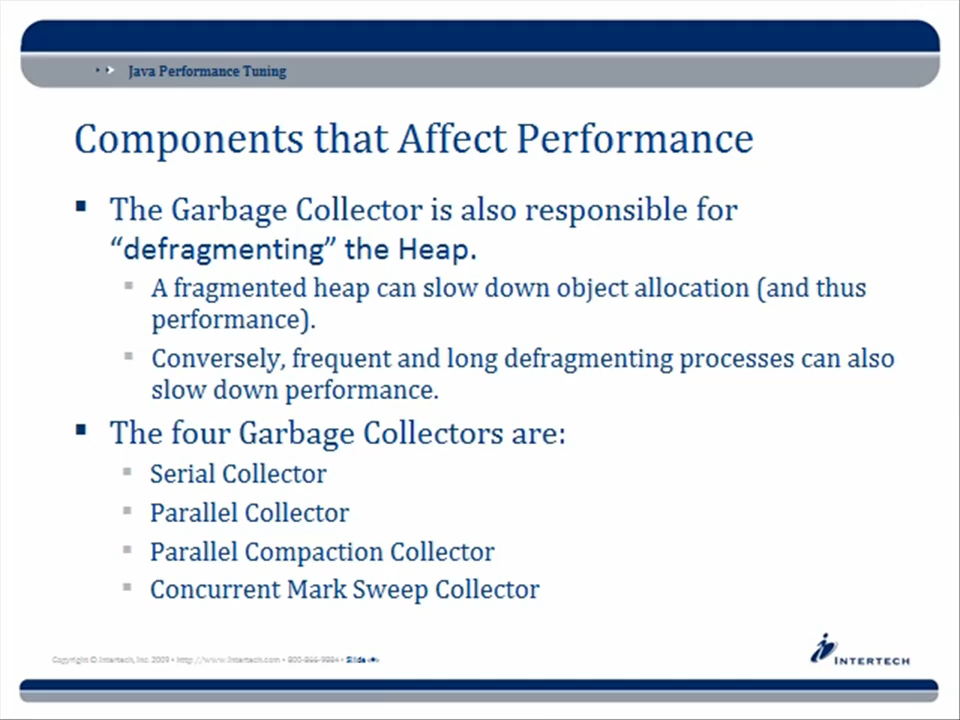 Java Performance Tuning
Components that Affect Performance
The Garbage Collector is also responsible for
“defragmenting” the Heap.
A fragmented heap can slow down object allocation (and thus
performance).
Conversely, frequent and long defragmenting processes can also
slow down performance.
The four Garbage Collectors are:
Serial Collector
Parallel Collector
Parallel Compaction Collector
Concurrent Mark Sweep Collector
Copyright © Intertech, Inc. 2009 • http://www.Intertech.com • Slide
INTERTECH